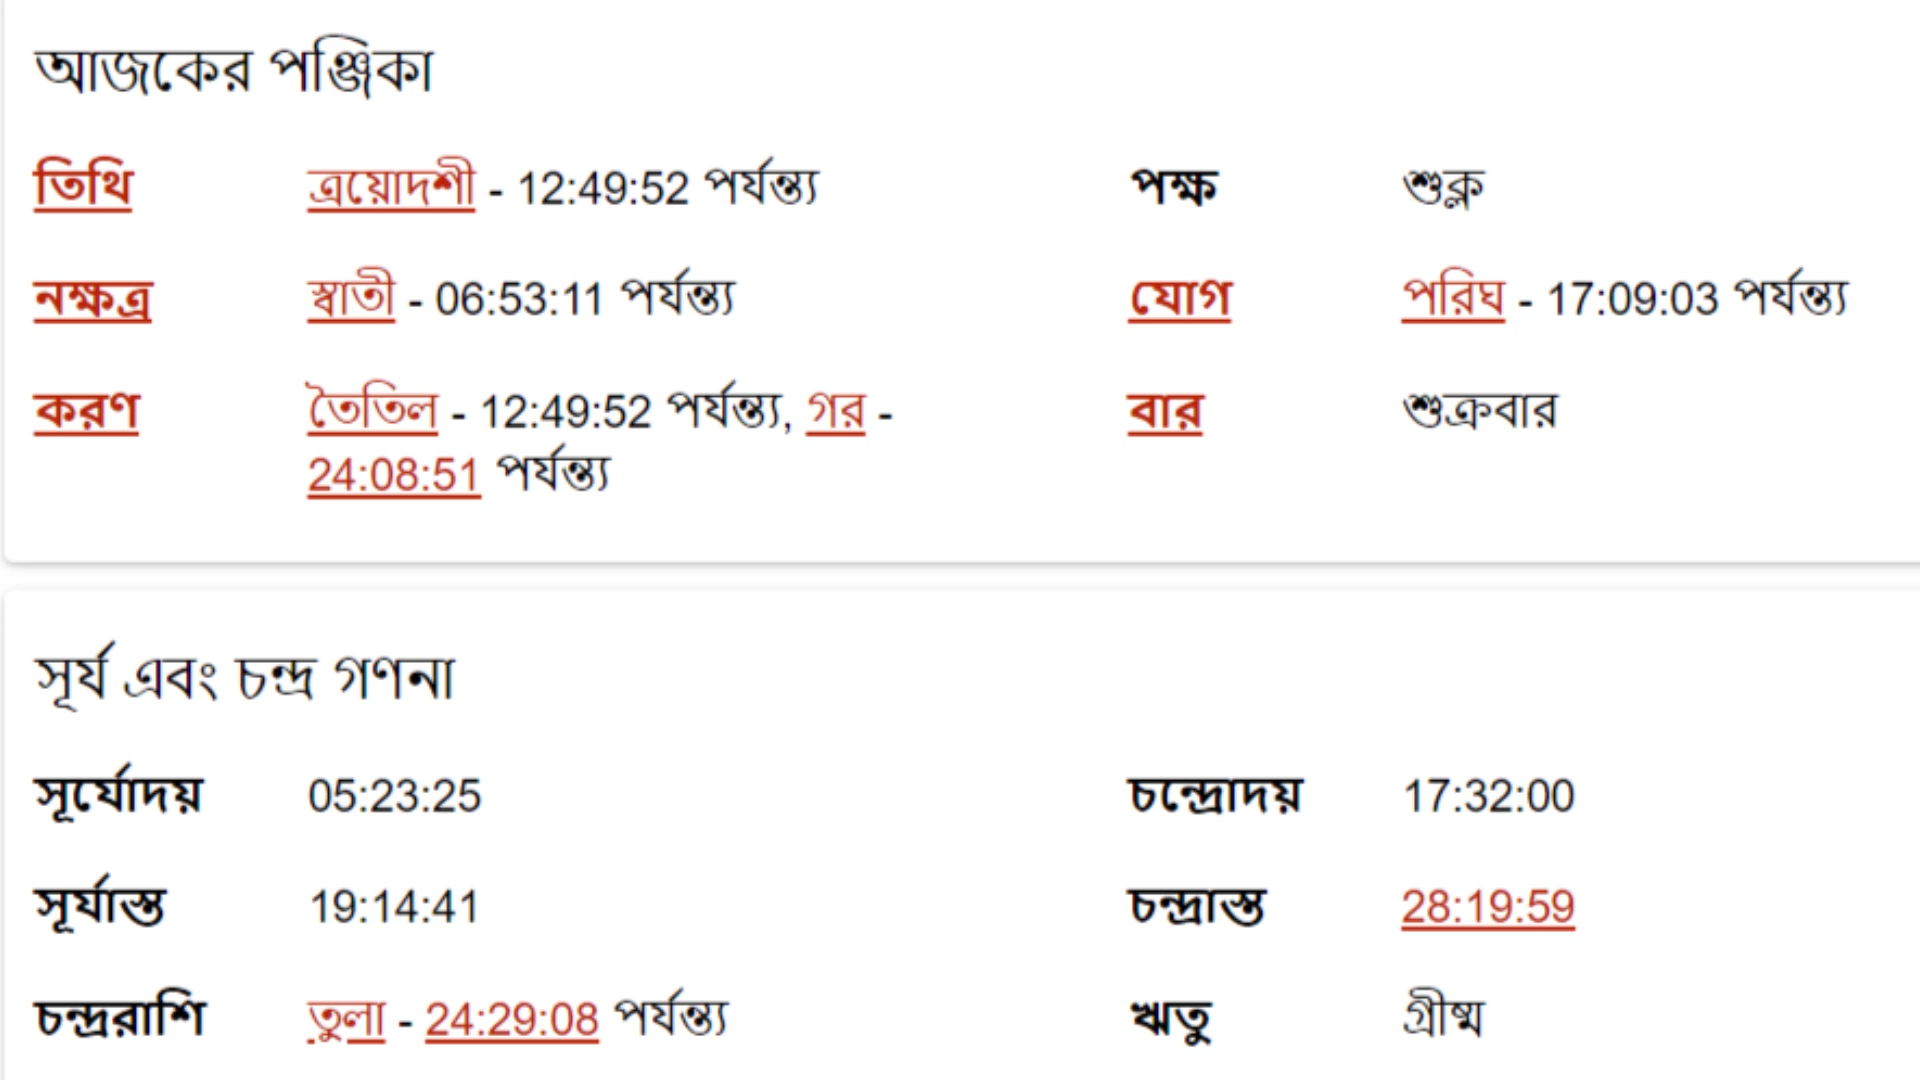 আজকের পঞ্জিকা
তিথি ত্রয়োদশী - 12:49:52 পর্যন্ত্য পক্ষ শুক্ল
নক্ষত্র স্বাতী - 06:53:11 পর্যন্ত্য যোগ পরিঘ - 17:09:03 পর্যন্ত্য
করণ তৈতিল - 12:49:52 পর্যন্ত্য, গর - বার শুক্রবার
24:08:51 পর্যন্ত্য
সূর্য এবং চন্দ্র গণনা
সূর্যোদয় 05:23:25 চন্দ্রোদয় 17:32:00
সূর্যাস্ত 19:14:41 চন্দ্রাস্ত 28:19:59
চন্দ্ররাশি তুলা - 24:29:08 পর্যন্ত্য ঋতু গ্রীষ্ম